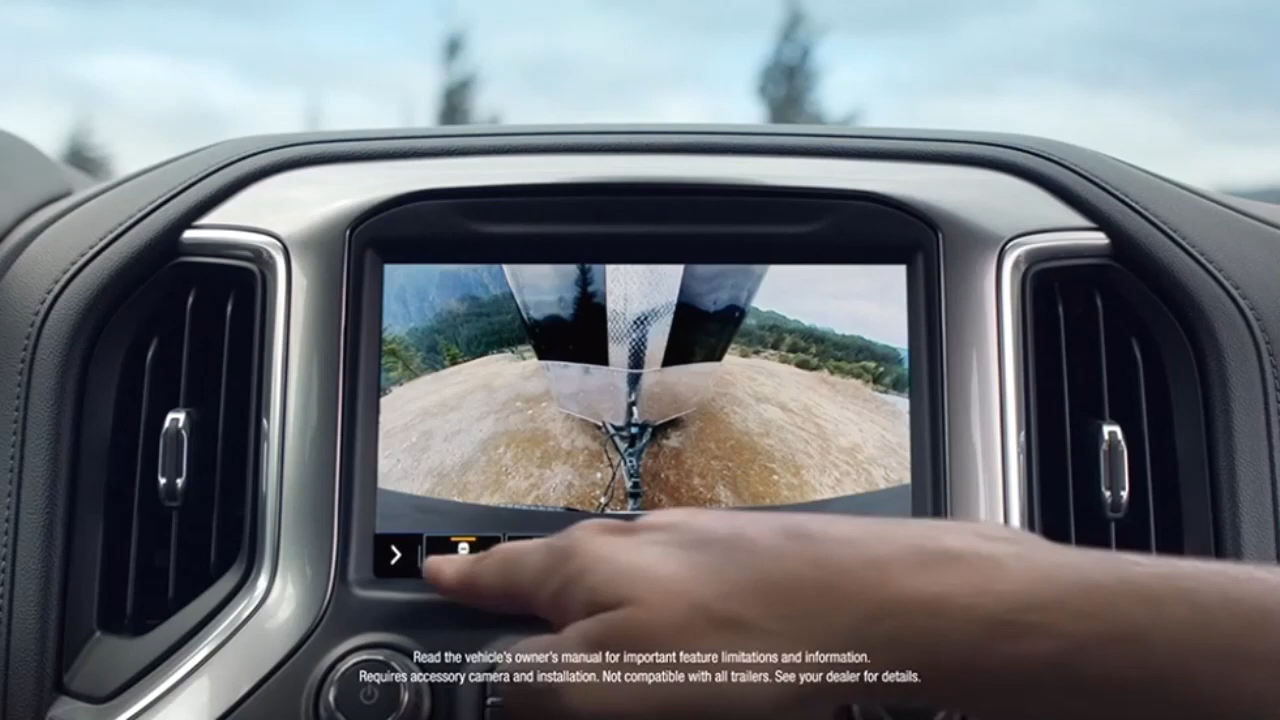 Read the vehicle's owner's manual for important feature limitations and information.
Requires accessory camera and installation. Not compatible with all trailers. See your dealer for details.